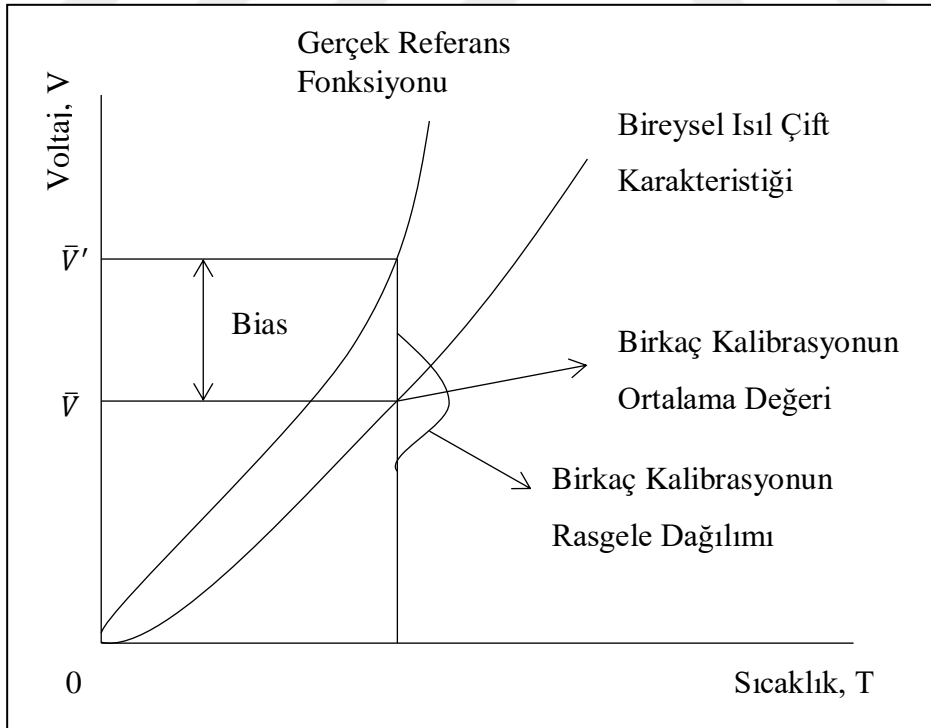 Gerçek Referans
Fonksiyonu
Voltaj, V
Bireysel Isıl Çift
Karakteristiği
V̄′
Bias
Birkaç Kalibrasyonun
Ortalama Değeri
V̄
Birkaç Kalibrasyonun
Rasgele Dağılımı
0
Sıcaklık, T